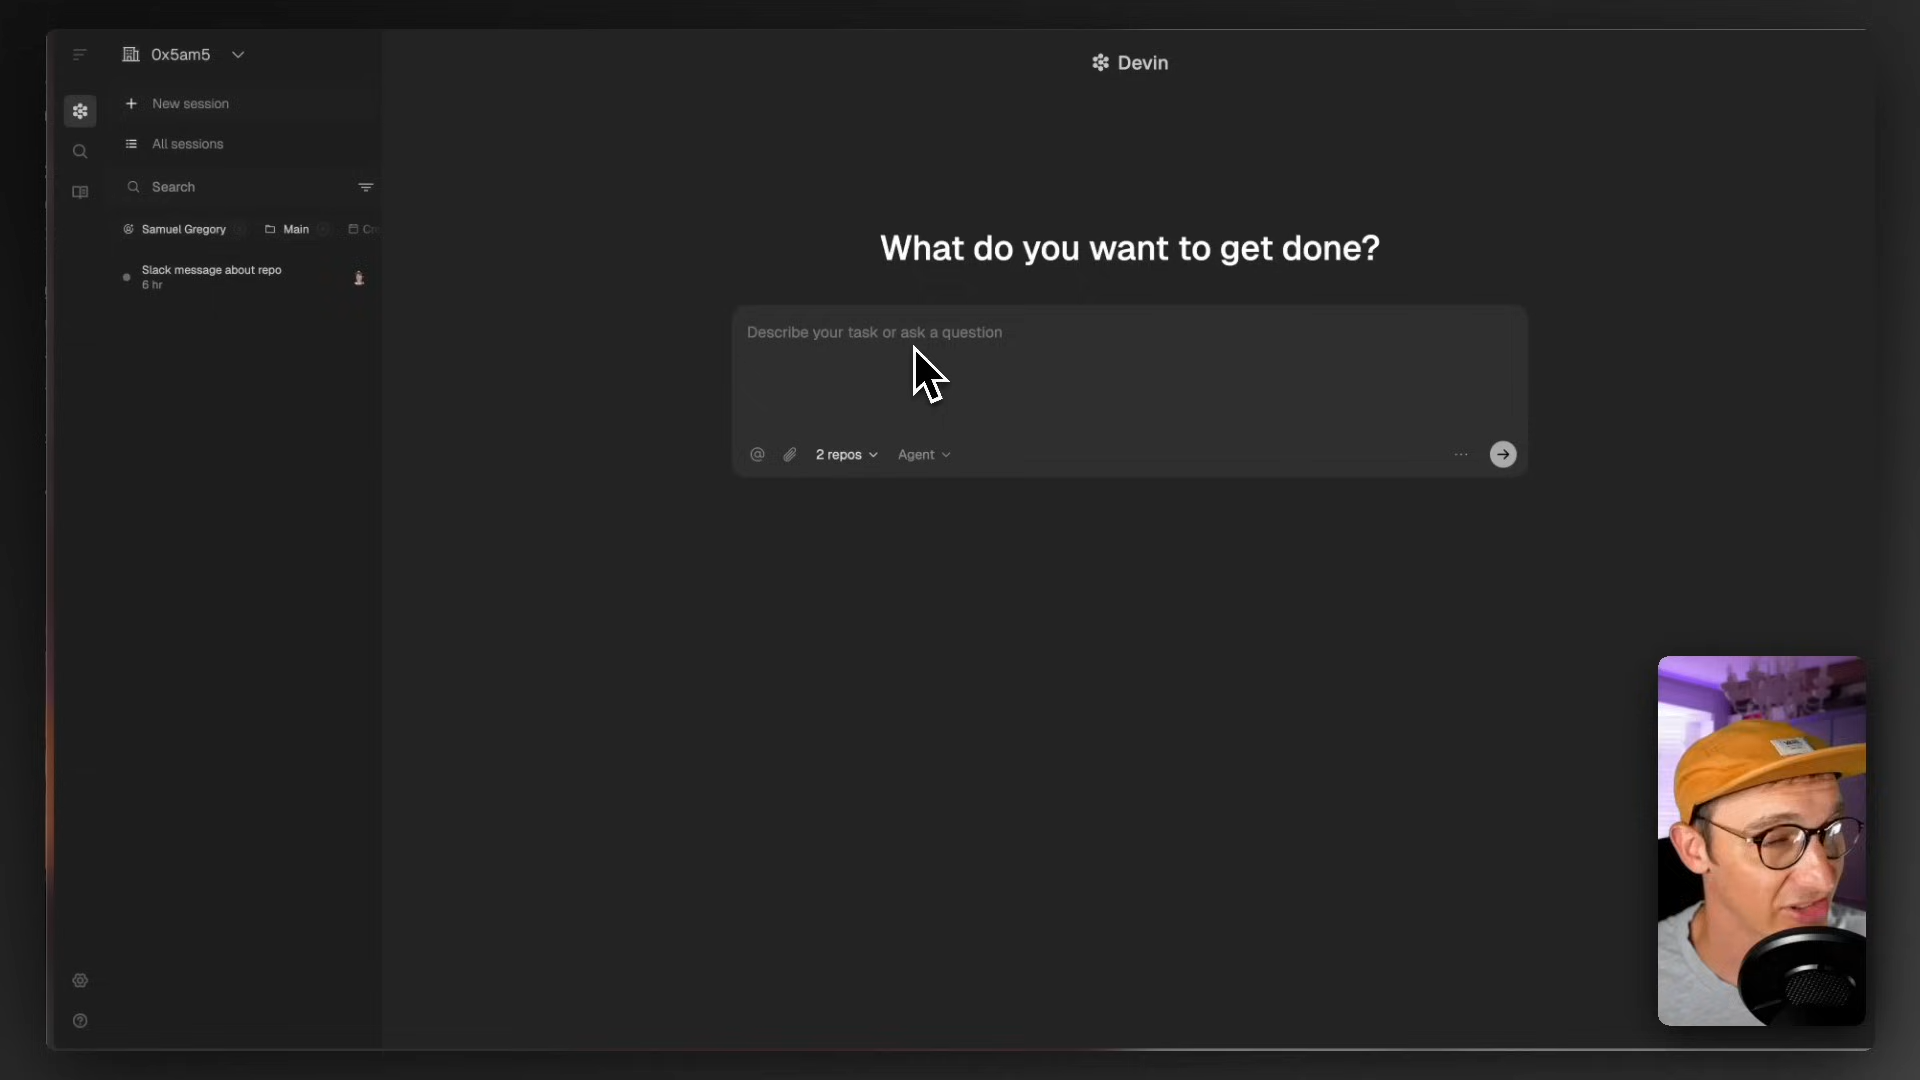 0x5am5
New session
All sessions
Search
Samuel Gregory
Main
Slack message about repo
6 hr
Devin
What do you want to get done?
Describe your task or ask a question
2 repos
Agent